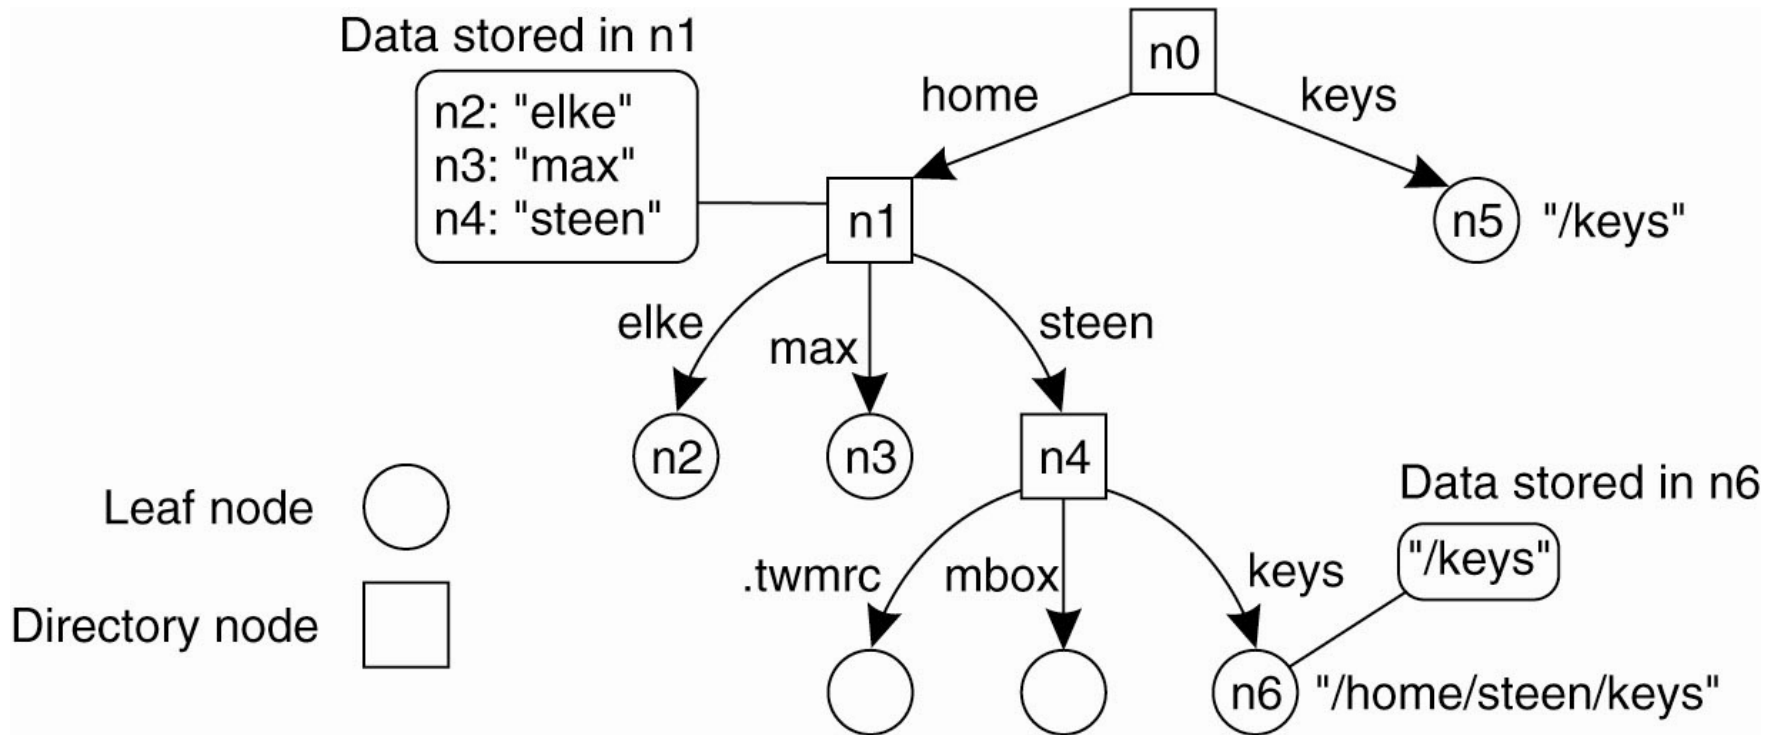 Data stored in n1
n0
n2: "elke"
n3: "max"
n4: "steen"
home
keys
n1
n5
"/keys"
elke
max
steen
n2
n3
n4
Data stored in n6
"/keys"
Leaf node
.twmrc
mbox
keys
Directory node
n6
"/home/steen/keys"